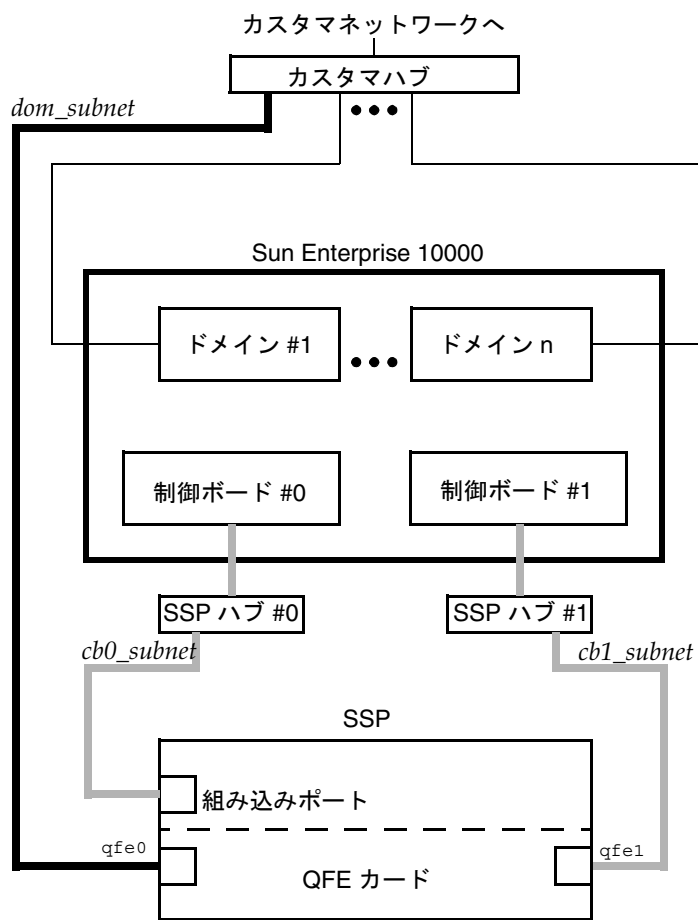 カスタマネットワークへ
カスタマハブ
dom_subnet
Sun Enterprise 10000
ドメイン #1
ドメイン n
制御ボード #0
制御ボード #1
SSP ハブ #0
SSP ハブ #1
cb0_subnet
cb1_subnet
SSP
組み込みポート
qfe0
qfe1
QFE カード